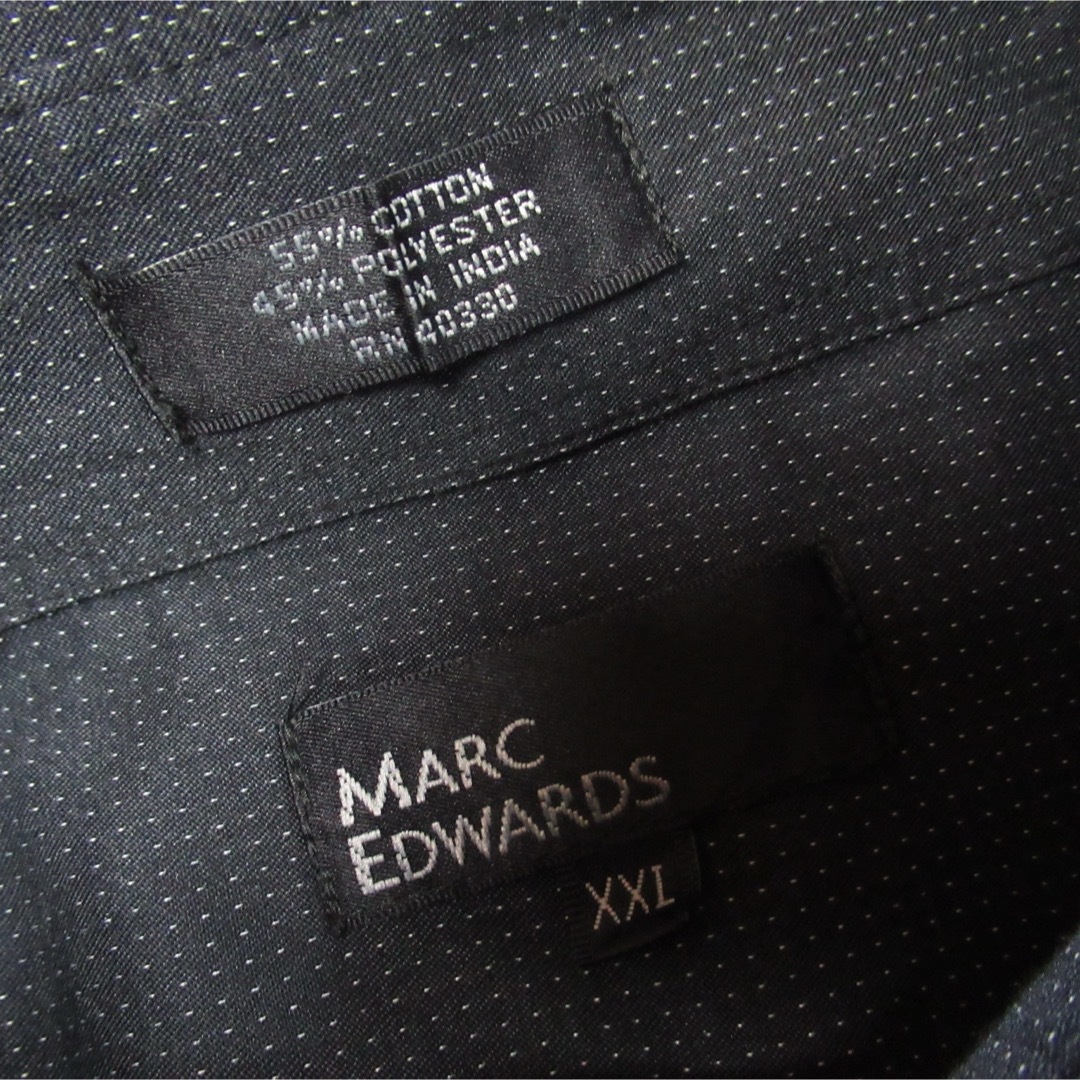 55% COTTON
45% POLYESTER
MADE IN INDIA
RN 40330
MARC
EDWARDS
XXL